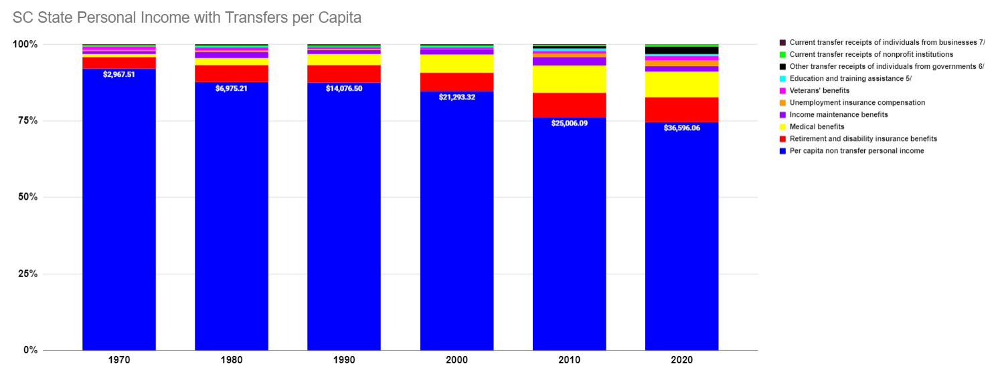 SC State Personal Income with Transfers per Capita
100%
75%
50%
25%
0%
$2,967.51
$6,975.21
$14,076.50
$21,293.32
$25,006.09
$36,596.06
1970
1980
1990
2000
2010
2020
Current transfer receipts of individuals from businesses 7/
Current transfer receipts of nonprofit institutions
Other transfer receipts of individuals from governments 6/
Education and training assistance 5/
Veterans' benefits
Unemployment insurance compensation
Income maintenance benefits
Medical benefits
Retirement and disability insurance benefits
Per capita non transfer personal income